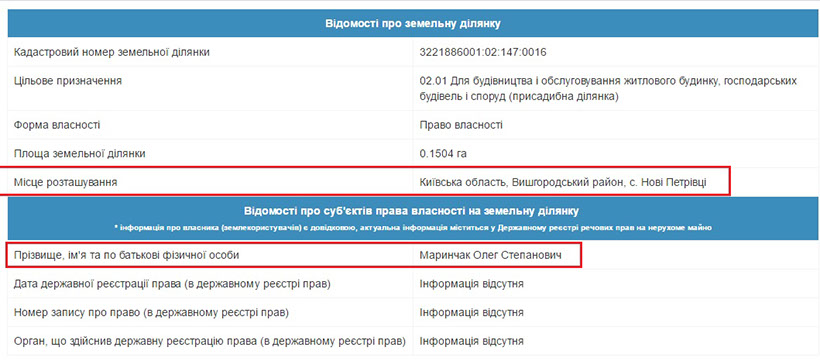 Відомості про земельну ділянку
Кадастровий номер земельної ділянки 3221886001:02:147:0016
Цільове призначення 02.01 Для будівництва і обслуговування житлового будинку, господарських
будівель і споруд (присадибна ділянка)
Форма власності Право власності
Площа земельної ділянки 0.1504 га
Місце розташування Київська область, Вишгородський район, с. Нові Петрівці
Відомості про суб'єктів права власності на земельну ділянку
* інформація про власника (землекористувачів) є довідковою, актуальна інформація міститься у Державному реєстрі речових прав на нерухоме майно
Прізвище, ім'я та по батькові фізичної особи Маринчак Олег Степанович
Дата державної реєстрації права (в державному реєстрі прав) Інформація відсутня
Номер запису про право (в державному реєстрі прав) Інформація відсутня
Орган, що здійснив державну реєстрацію права (в державному реєстрі прав) Інформація відсутня